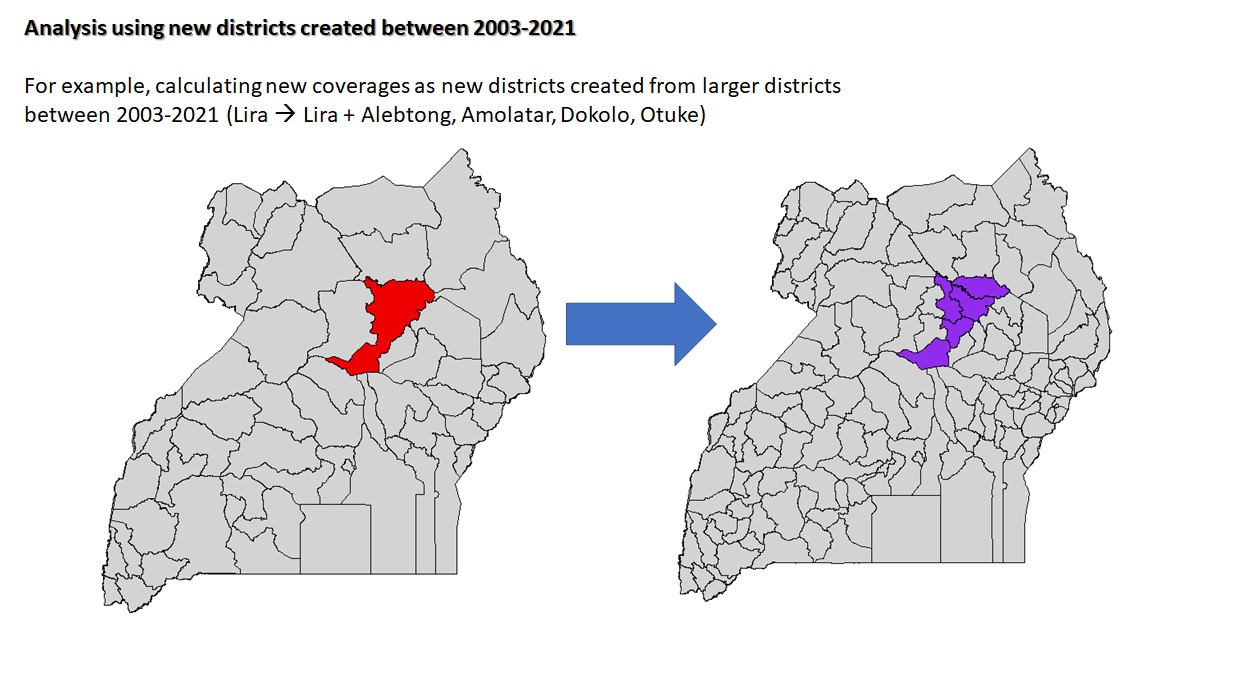 Analysis using new districts created between 2003-2021
For example, calculating new coverages as new districts created from larger districts
between 2003-2021 (Lira → Lira + Alebtong, Amolatar, Dokolo, Otuke)